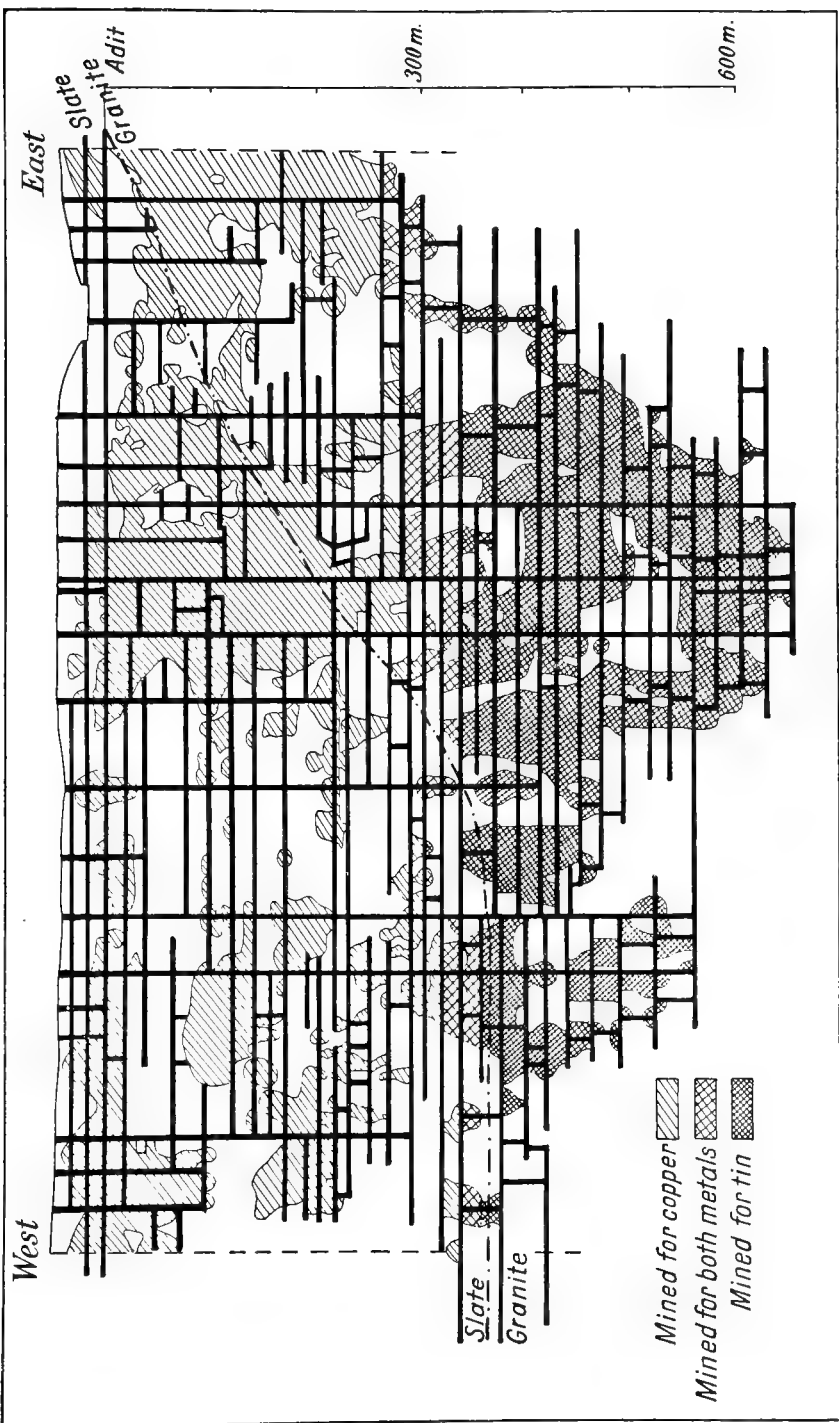 West
East
Slate
Granite
Adit
300 m.
600 m.
Slate
Granite
Mined for copper
Mined for both metals
Mined for tin